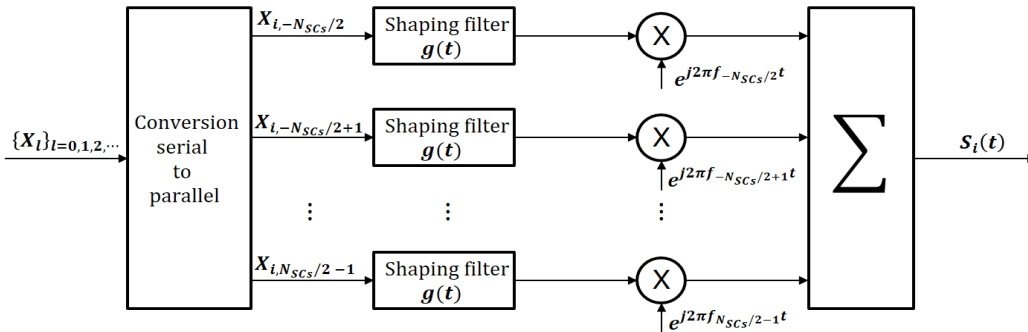 X_{i,-N_{SCs}/2}
Shaping filter
g(t)
X
e^{j2πf_{-N_{SCs}/2}t}
{X_l}_{l=0,1,2,⋯}
Conversion
serial
to
parallel
X_{i,-N_{SCs}/2+1}
Shaping filter
g(t)
X
e^{j2πf_{-N_{SCs}/2+1}t}
∑
S_i(t)
⋮ ⋮ ⋮
X_{i,N_{SCs}/2-1}
Shaping filter
g(t)
X
e^{j2πf_{N_{SCs}/2-1}t}